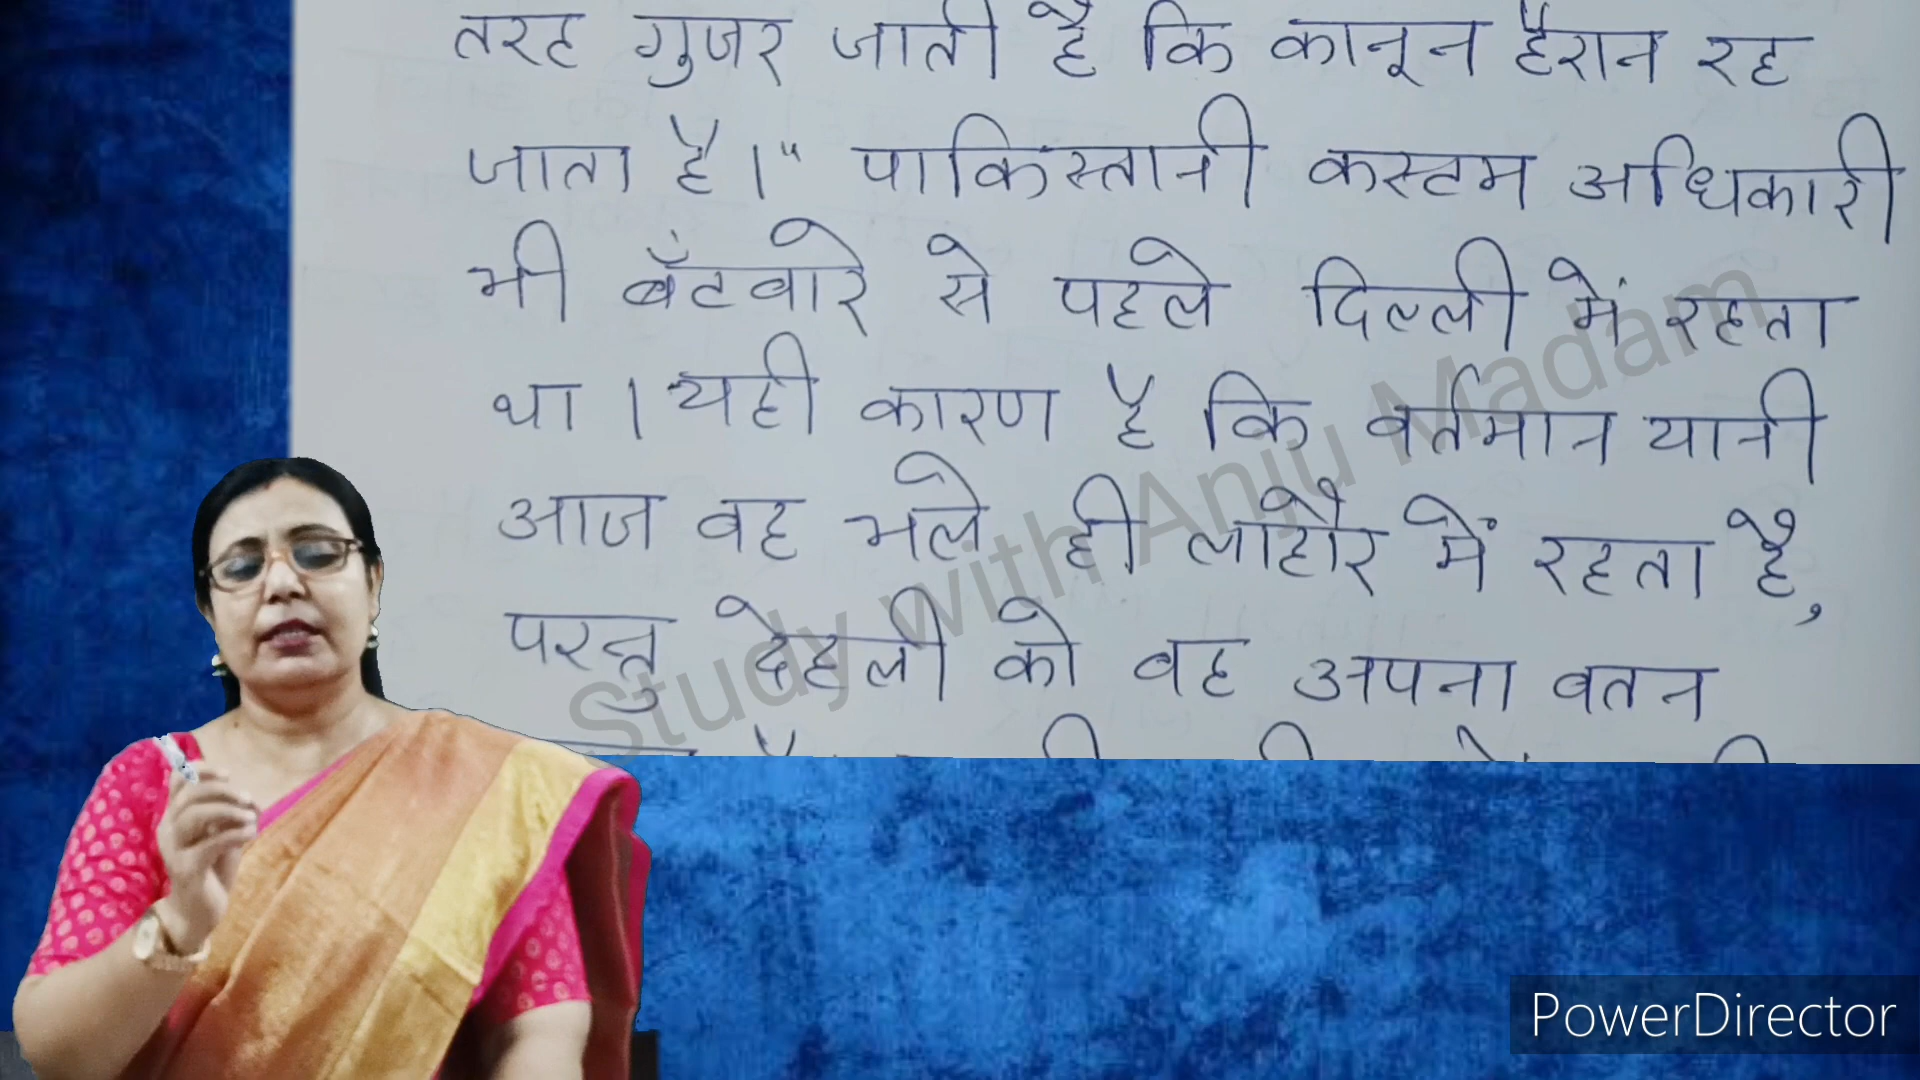 तरह गुजर जाती है कि कानून हैरान रह
जाता है।" पाकिस्तानी कस्टम अधिकारी
भी बँटवारे से पहले दिल्ली में रहता
था। यही कारण है कि वर्तमान यानी
आज वह भले ही लाहौर में रहता है,
परन्तु देहली को वह अपना वतन
Study with Anju Madam
PowerDirector